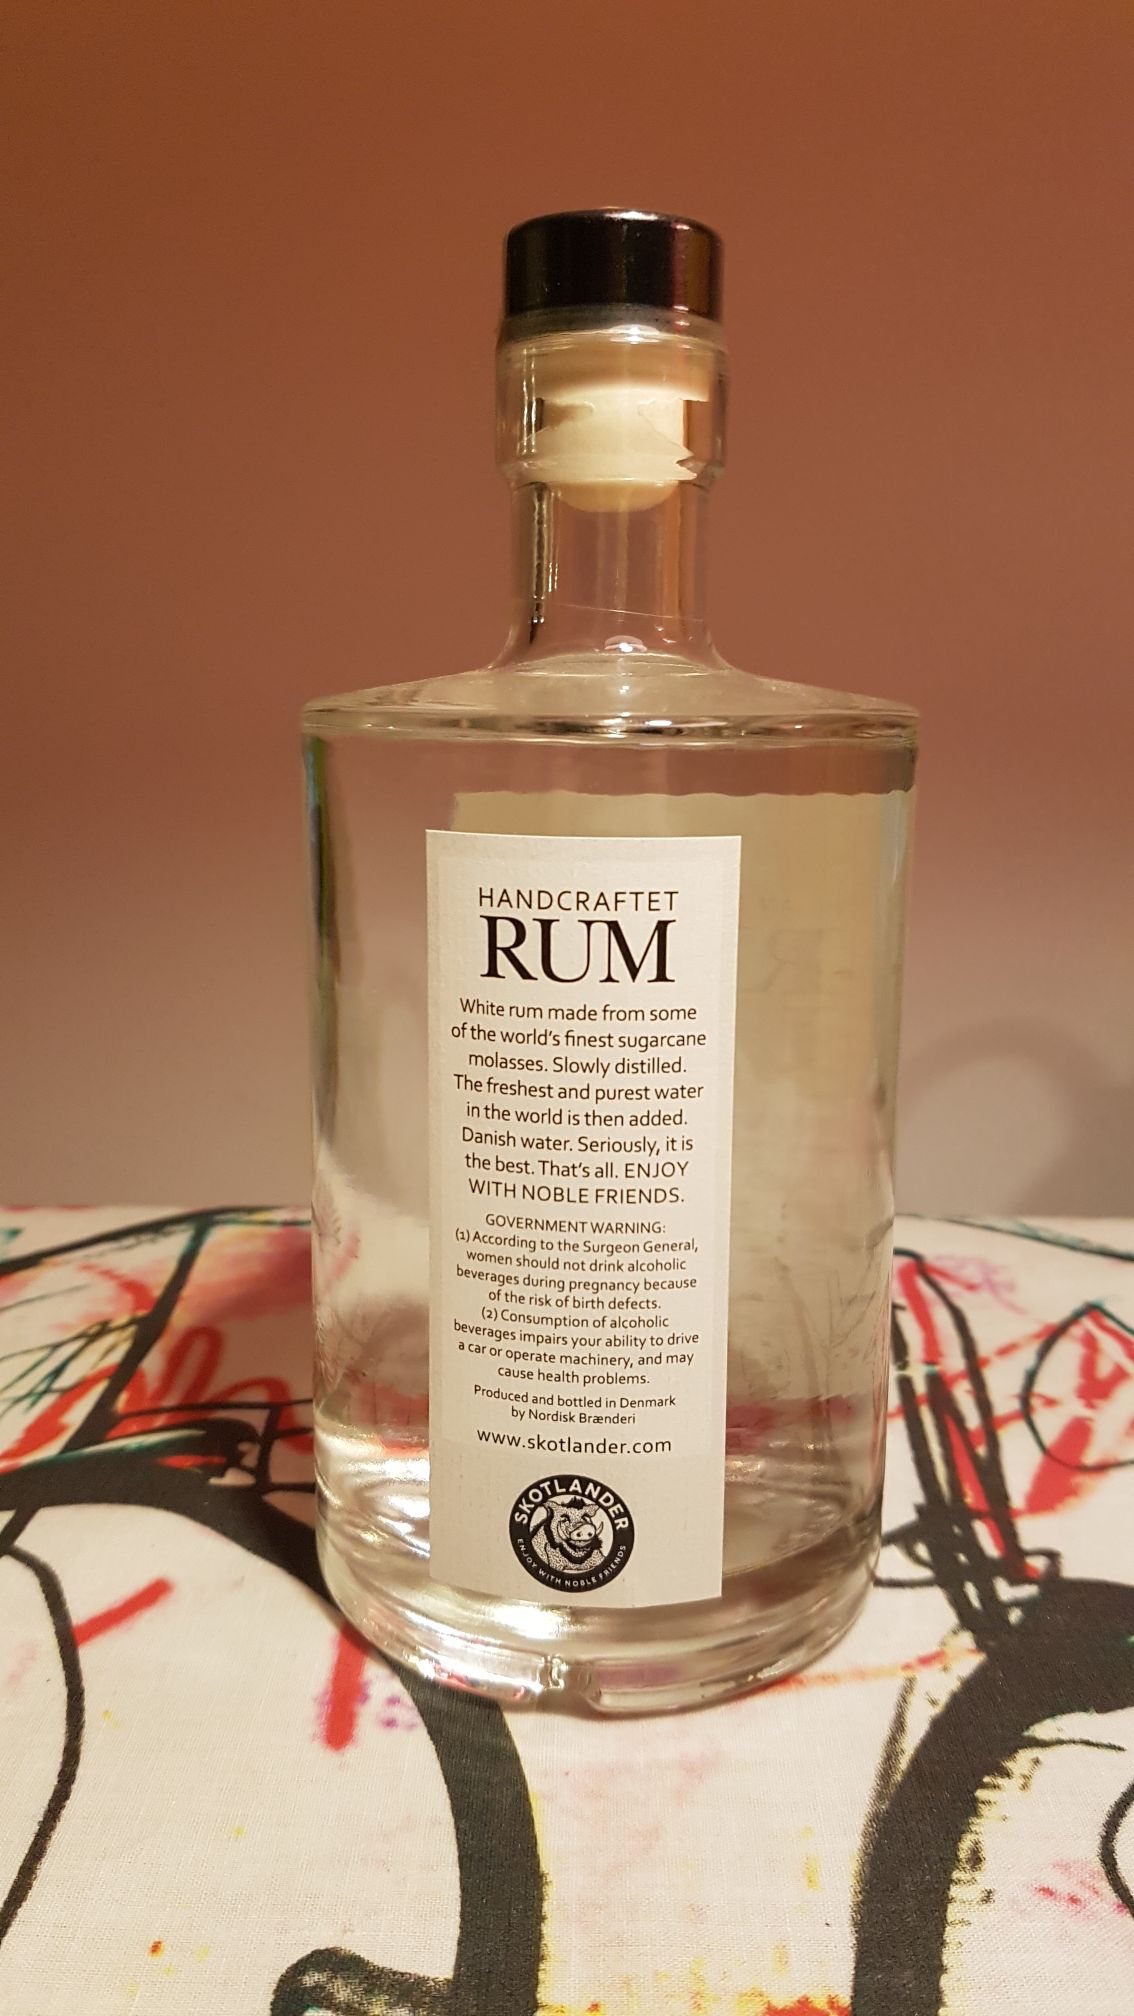 HANDCRAFTET
RUM
White rum made from some
of the world's finest sugarcane
molasses. Slowly distilled.
The freshest and purest water
in the world is then added.
Danish water. Seriously, it is
the best. That's all. ENJOY
WITH NOBLE FRIENDS.
GOVERNMENT WARNING:
(1) According to the Surgeon General,
women should not drink alcoholic
beverages during pregnancy because
of the risk of birth defects.
(2) Consumption of alcoholic
beverages impairs your ability to drive
a car or operate machinery, and may
cause health problems.
Produced and bottled in Denmark
by Nordisk Brænderi
www.skotlander.com
SKOTLANDER
ENJOY WITH NOBLE FRIENDS